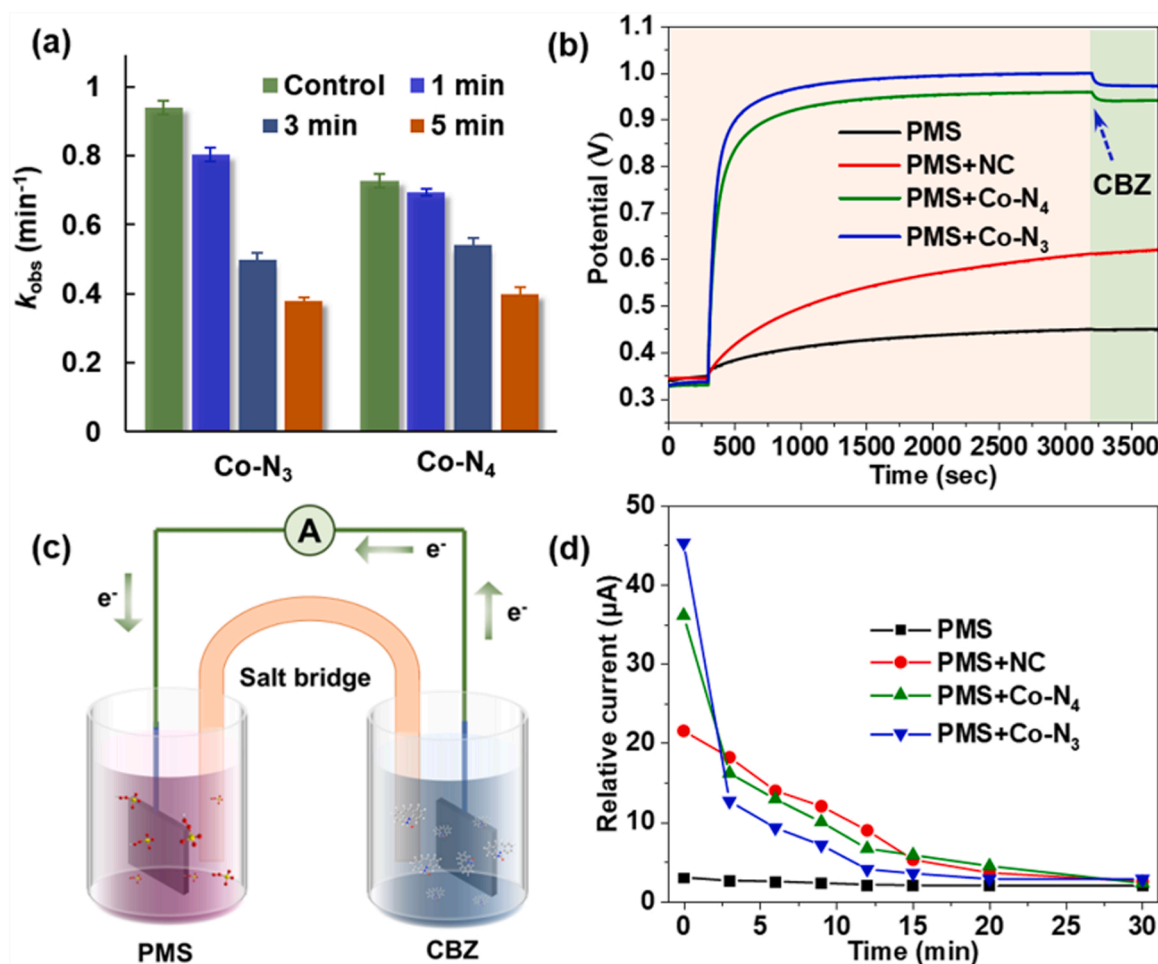 (a)
Control
1 min
3 min
5 min
k_obs (min⁻¹)
1
0.8
0.6
0.4
0.2
0
Co-N₃
Co-N₄
(b)
Potential (V)
1.1
1.0
0.9
0.8
0.7
0.6
0.5
0.4
0.3
PMS
PMS+NC
PMS+Co-N₄
PMS+Co-N₃
CBZ
0 500 1000 1500 2000 2500 3000 3500
Time (sec)
(c)
A
e⁻
e⁻
e⁻
Salt bridge
PMS
CBZ
(d)
Relative current (µA)
50
40
30
20
10
0
PMS
PMS+NC
PMS+Co-N₄
PMS+Co-N₃
0 5 10 15 20 25 30
Time (min)